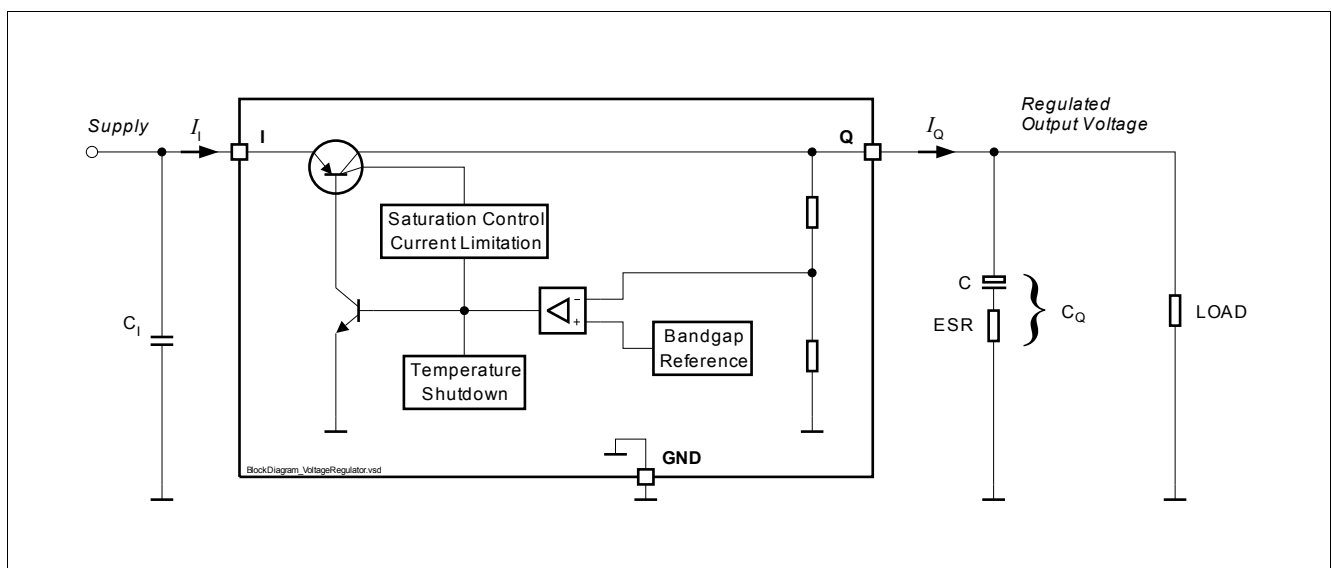 Supply
I_I
I
Q
I_Q
Regulated
Output Voltage
Saturation Control
Current Limitation
C_I
-
+
Bandgap
Reference
Temperature
Shutdown
C
ESR
C_Q
LOAD
GND
BlockDiagram_VoltageRegulator.vsd